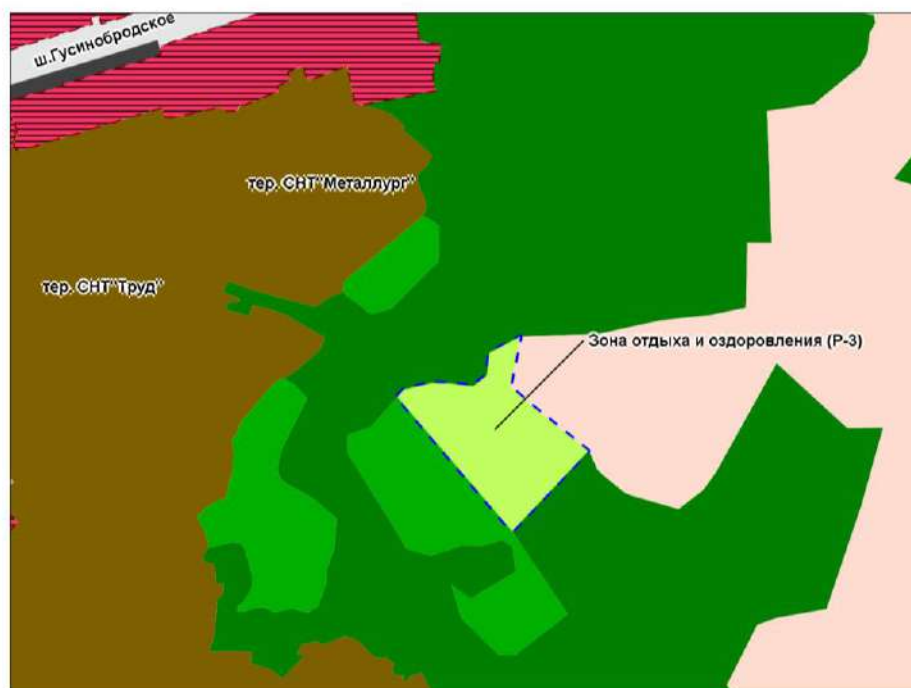 ш.Гусинобродское
тер. СНТ"Металлург"
тер. СНТ"Труд"
Зона отдыха и оздоровления (Р-3)